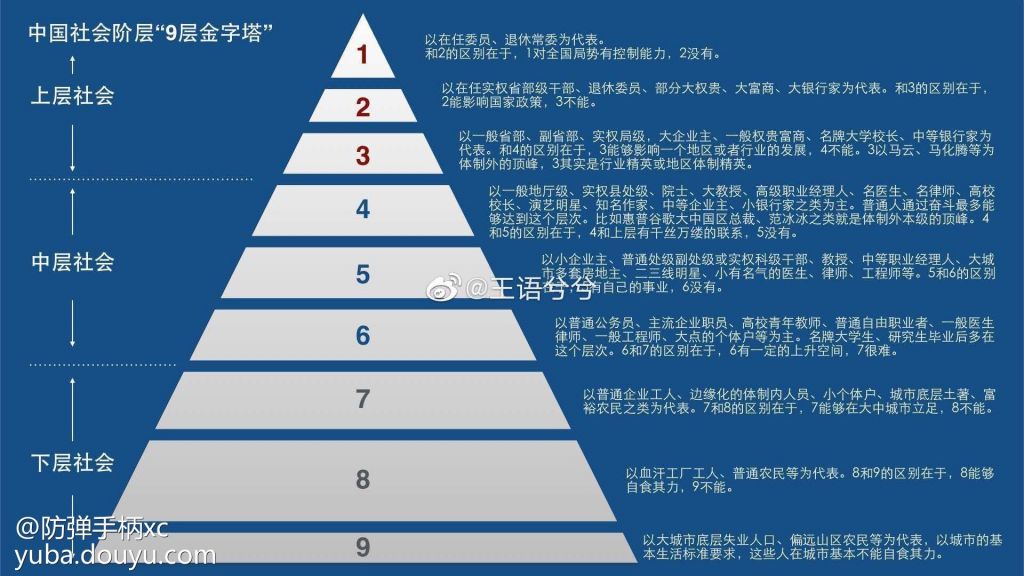 中国社会阶层“9层金字塔”
上层社会
中层社会
下层社会
1
以在任委员、退休常委为代表。
和2的区别在于，1对全国局势有控制能力，2没有。
2
以在任实权省部级干部、退休委员、部分大权贵、大富商、大银行家为代表。和3的区别在于，
2能影响国家政策，3不能。
3
以一般省部、副省部、实权局级，大企业主、一般权贵富商、名牌大学校长、中等银行家为
代表。和4的区别在于，3能够影响一个地区或者行业的发展，4不能。3以马云、马化腾等为
体制外的顶峰，3其实是行业精英或地区体制精英。
4
以一般地厅级、实权县处级、院士、大教授、高级职业经理人、名医生、名律师、高校
校长、演艺明星、知名作家、中等企业主、小银行家之类为主。普通人通过奋斗最多能
够达到这个层次。比如惠普谷歌大中国区总裁、范冰冰之类就是体制外本级的顶峰。4
和5的区别在于，4和上层有千丝万缕的联系，5没有。
5
以小企业主、普通处级副处级或实权科级干部、教授、中等职业经理人、大城
市多套房地主、二三线明星、小有名气的医生、律师、工程师等。5和6的区别
有自己的事业，6没有。
@王语兮兮
6
以普通公务员、主流企业职员、高校青年教师、普通自由职业者、一般医生
律师、一般工程师、大点的个体户等为主。名牌大学生、研究生毕业后多在
这个层次。6和7的区别在于，6有一定的上升空间，7很难。
7
以普通企业工人、边缘化的体制内人员、小个体户、城市底层土著、富
裕农民之类为代表。7和8的区别在于，7能够在大中城市立足，8不能。
8
以血汗工厂工人、普通农民等为代表。8和9的区别在于，8能够
自食其力，9不能。
9
以大城市底层失业人口、偏远山区农民等为代表，以城市的基
本生活标准要求，这些人在城市基本不能自食其力。
@防弹手柄xc
yuba.douyu.com